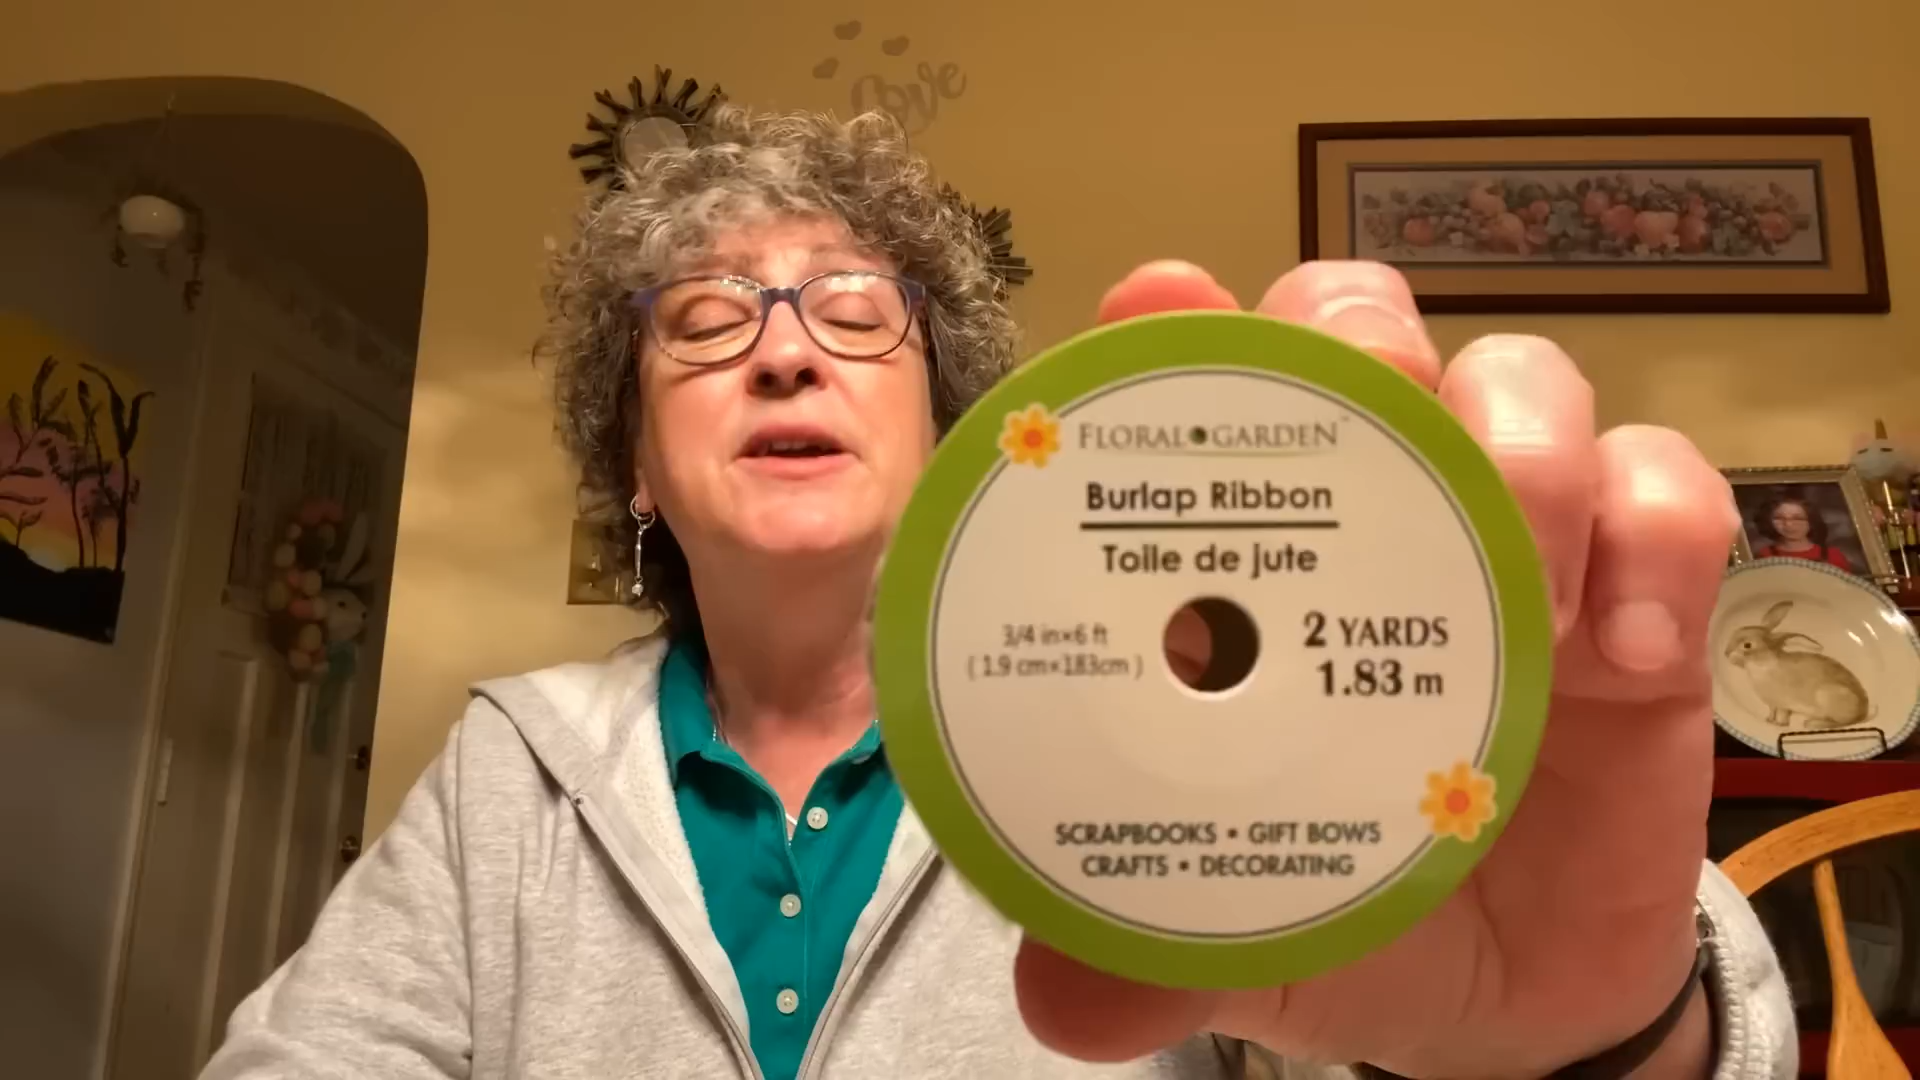 Love
FLORAL GARDEN™
Burlap Ribbon
Toile de jute
3/4 in×6 ft
( 1.9 cm×183cm )
2 YARDS
1.83 m
SCRAPBOOKS • GIFT BOWS
CRAFTS • DECORATING